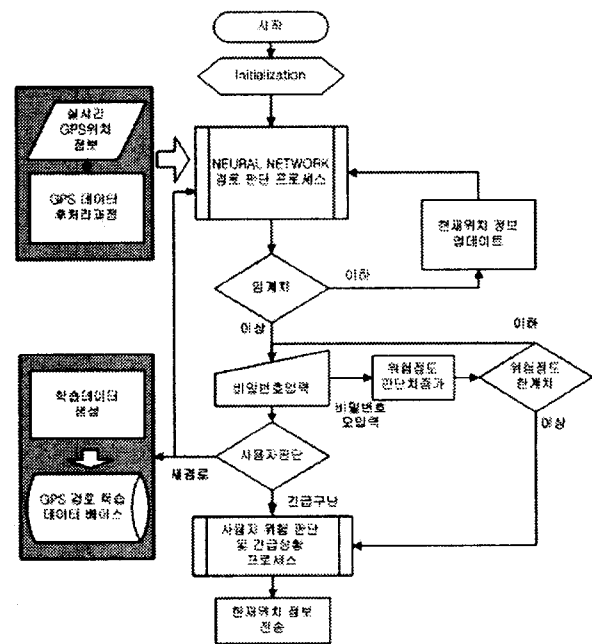 시작
Initialization
실시간
GPS위치
정보
GPS 데이터
후처리과정
NEURAL NETWORK
경로 판단 프로세스
현재위치 정보
업데이트
임계치
이하
이상
이하
비밀번호입력
위험정도
판단치증가
위험정도
한계치
비밀번호
오입력
이상
학습데이터
생성
GPS 경로 학습
데이터 베이스
사용자판단
새경로
긴급구난
사용자 위험 판단
및 긴급상황
프로세스
현재위치 정보
전송